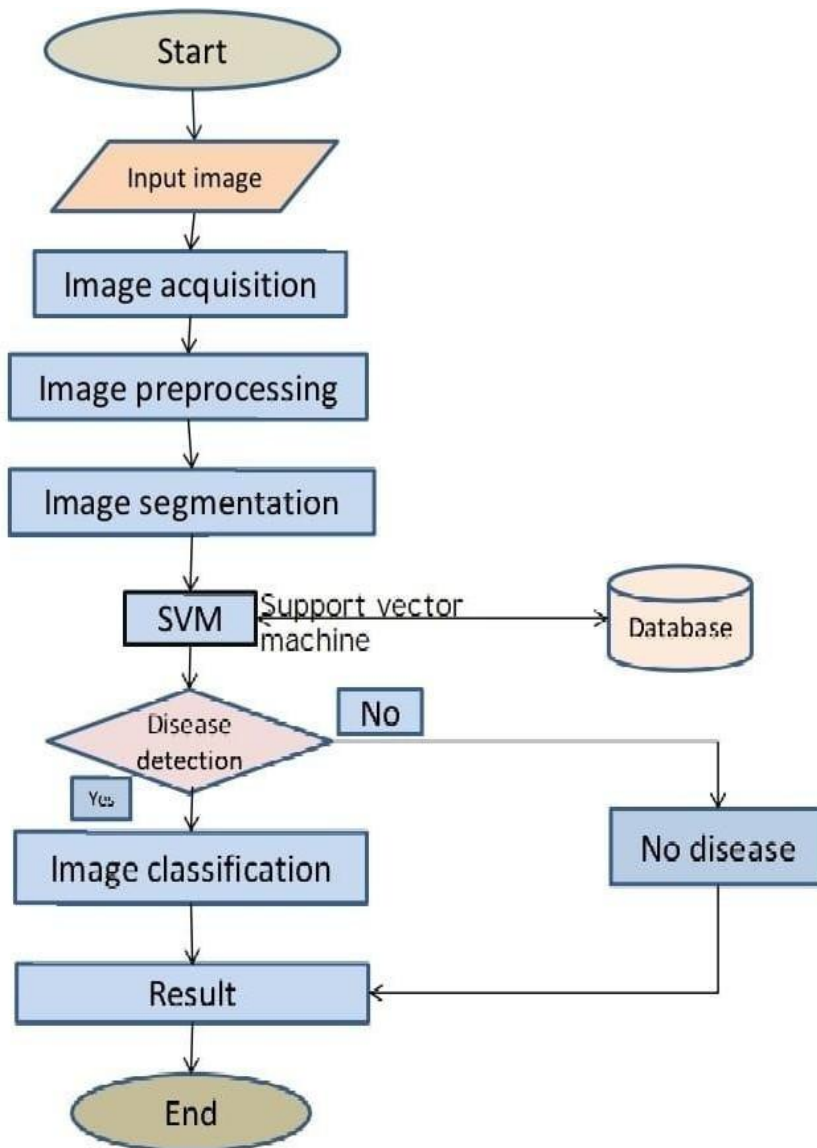 Start
Input image
Image acquisition
Image preprocessing
Image segmentation
SVM
Support vector
machine
Database
Disease
detection
No
Yes
Image classification
No disease
Result
End